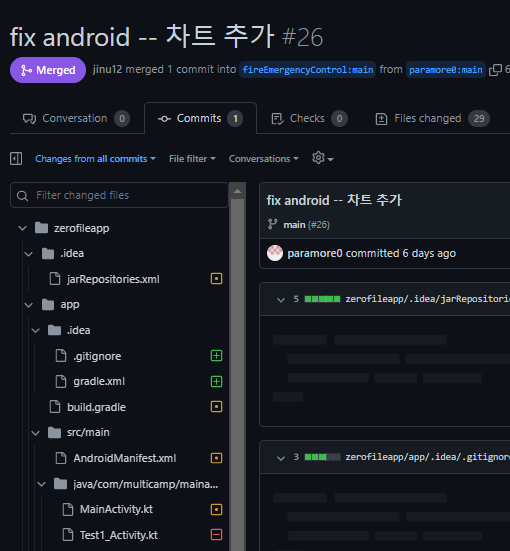 fix android -- 차트 추가 #26
Merged jinu12 merged 1 commit into fireEmergencyControl:main from paramore0:main 6
Conversation 0 Commits 1 Checks 0 Files changed 29
Changes from all commits File filter Conversations
Filter changed files
fix android -- 차트 추가
main (#26)
paramore0 committed 6 days ago
zerofileapp
.idea
jarRepositories.xml
app
.idea
.gitignore
gradle.xml
build.gradle
src/main
AndroidManifest.xml
java/com/multicamp/maina...
MainActivity.kt
Test1_Activity.kt
5 zerofileapp/.idea/jarRepositorie
3 zerofileapp/app/.idea/.gitignore